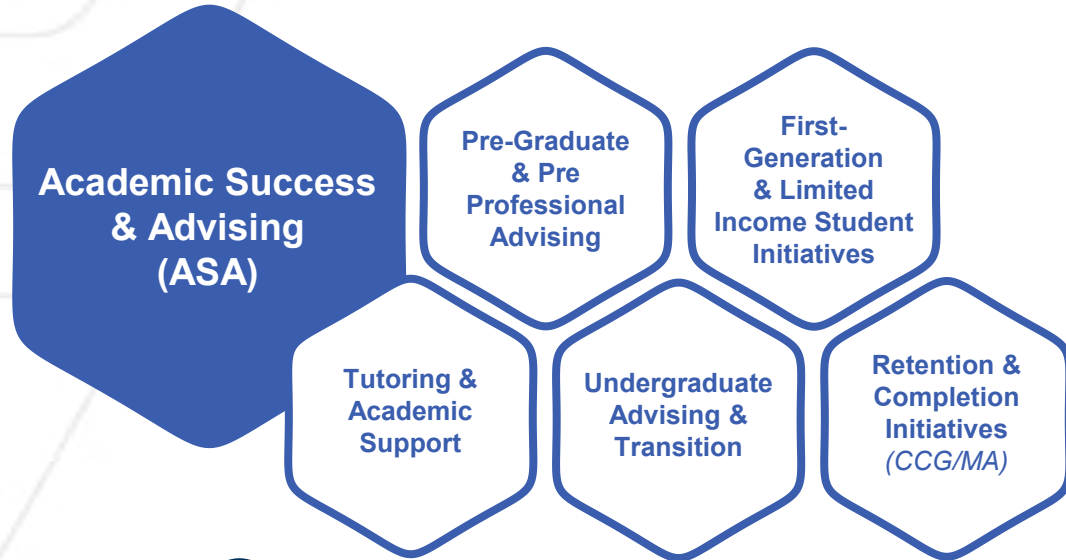 Academic Success
& Advising
(ASA)
Pre-Graduate
& Pre
Professional
Advising
First-
Generation
& Limited
Income Student
Initiatives
Tutoring &
Academic
Support
Undergraduate
Advising &
Transition
Retention &
Completion
Initiatives
(CCG/MA)